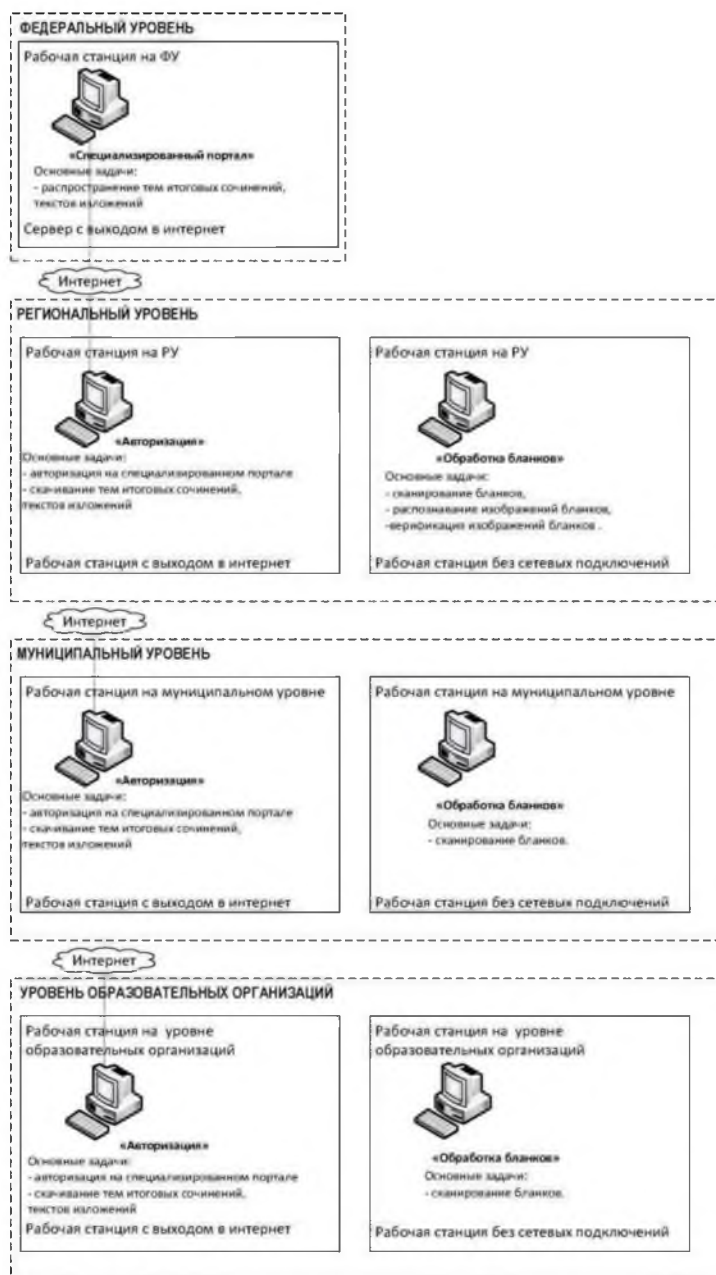 ФЕДЕРАЛЬНЫЙ УРОВЕНЬ
Рабочая станция на ФУ
«Специализированный портал»
Основные задачи:
- распространение тем итоговых сочинений,
текстов изложений
Сервер с выходом в интернет
Интернет
РЕГИОНАЛЬНЫЙ УРОВЕНЬ
Рабочая станция на РУ
«Авторизация»
Основные задачи:
- авторизация на специализированном портале
- скачивание тем итоговых сочинений,
текстов изложений
Рабочая станция с выходом в интернет
Рабочая станция на РУ
«Обработка бланков»
Основные задачи:
- сканирование бланков,
- распознавание изображений бланков,
-верификация изображений бланков .
Рабочая станция без сетевых подключений
Интернет
МУНИЦИПАЛЬНЫЙ УРОВЕНЬ
Рабочая станция на муниципальном уровне
«Авторизация»
Основные задачи:
- авторизация на специализированном портале
- скачивание тем итоговых сочинений,
текстов изложений
Рабочая станция с выходом в интернет
Рабочая станция на муниципальном уровне
«Обработка бланков»
Основные задачи:
- сканирование бланков.
Рабочая станция без сетевых подключений
Интернет
УРОВЕНЬ ОБРАЗОВАТЕЛЬНЫХ ОРГАНИЗАЦИЙ
Рабочая станция на уровне
образовательных организаций
«Авторизация»
Основные задачи:
- авторизация на специализированном портале
- скачивание тем итоговых сочинений,
текстов изложений
Рабочая станция с выходом в интернет
Рабочая станция на уровне
образовательных организаций
«Обработка бланков»
Основные задачи:
- сканирование бланков.
Рабочая станция без сетевых подключений